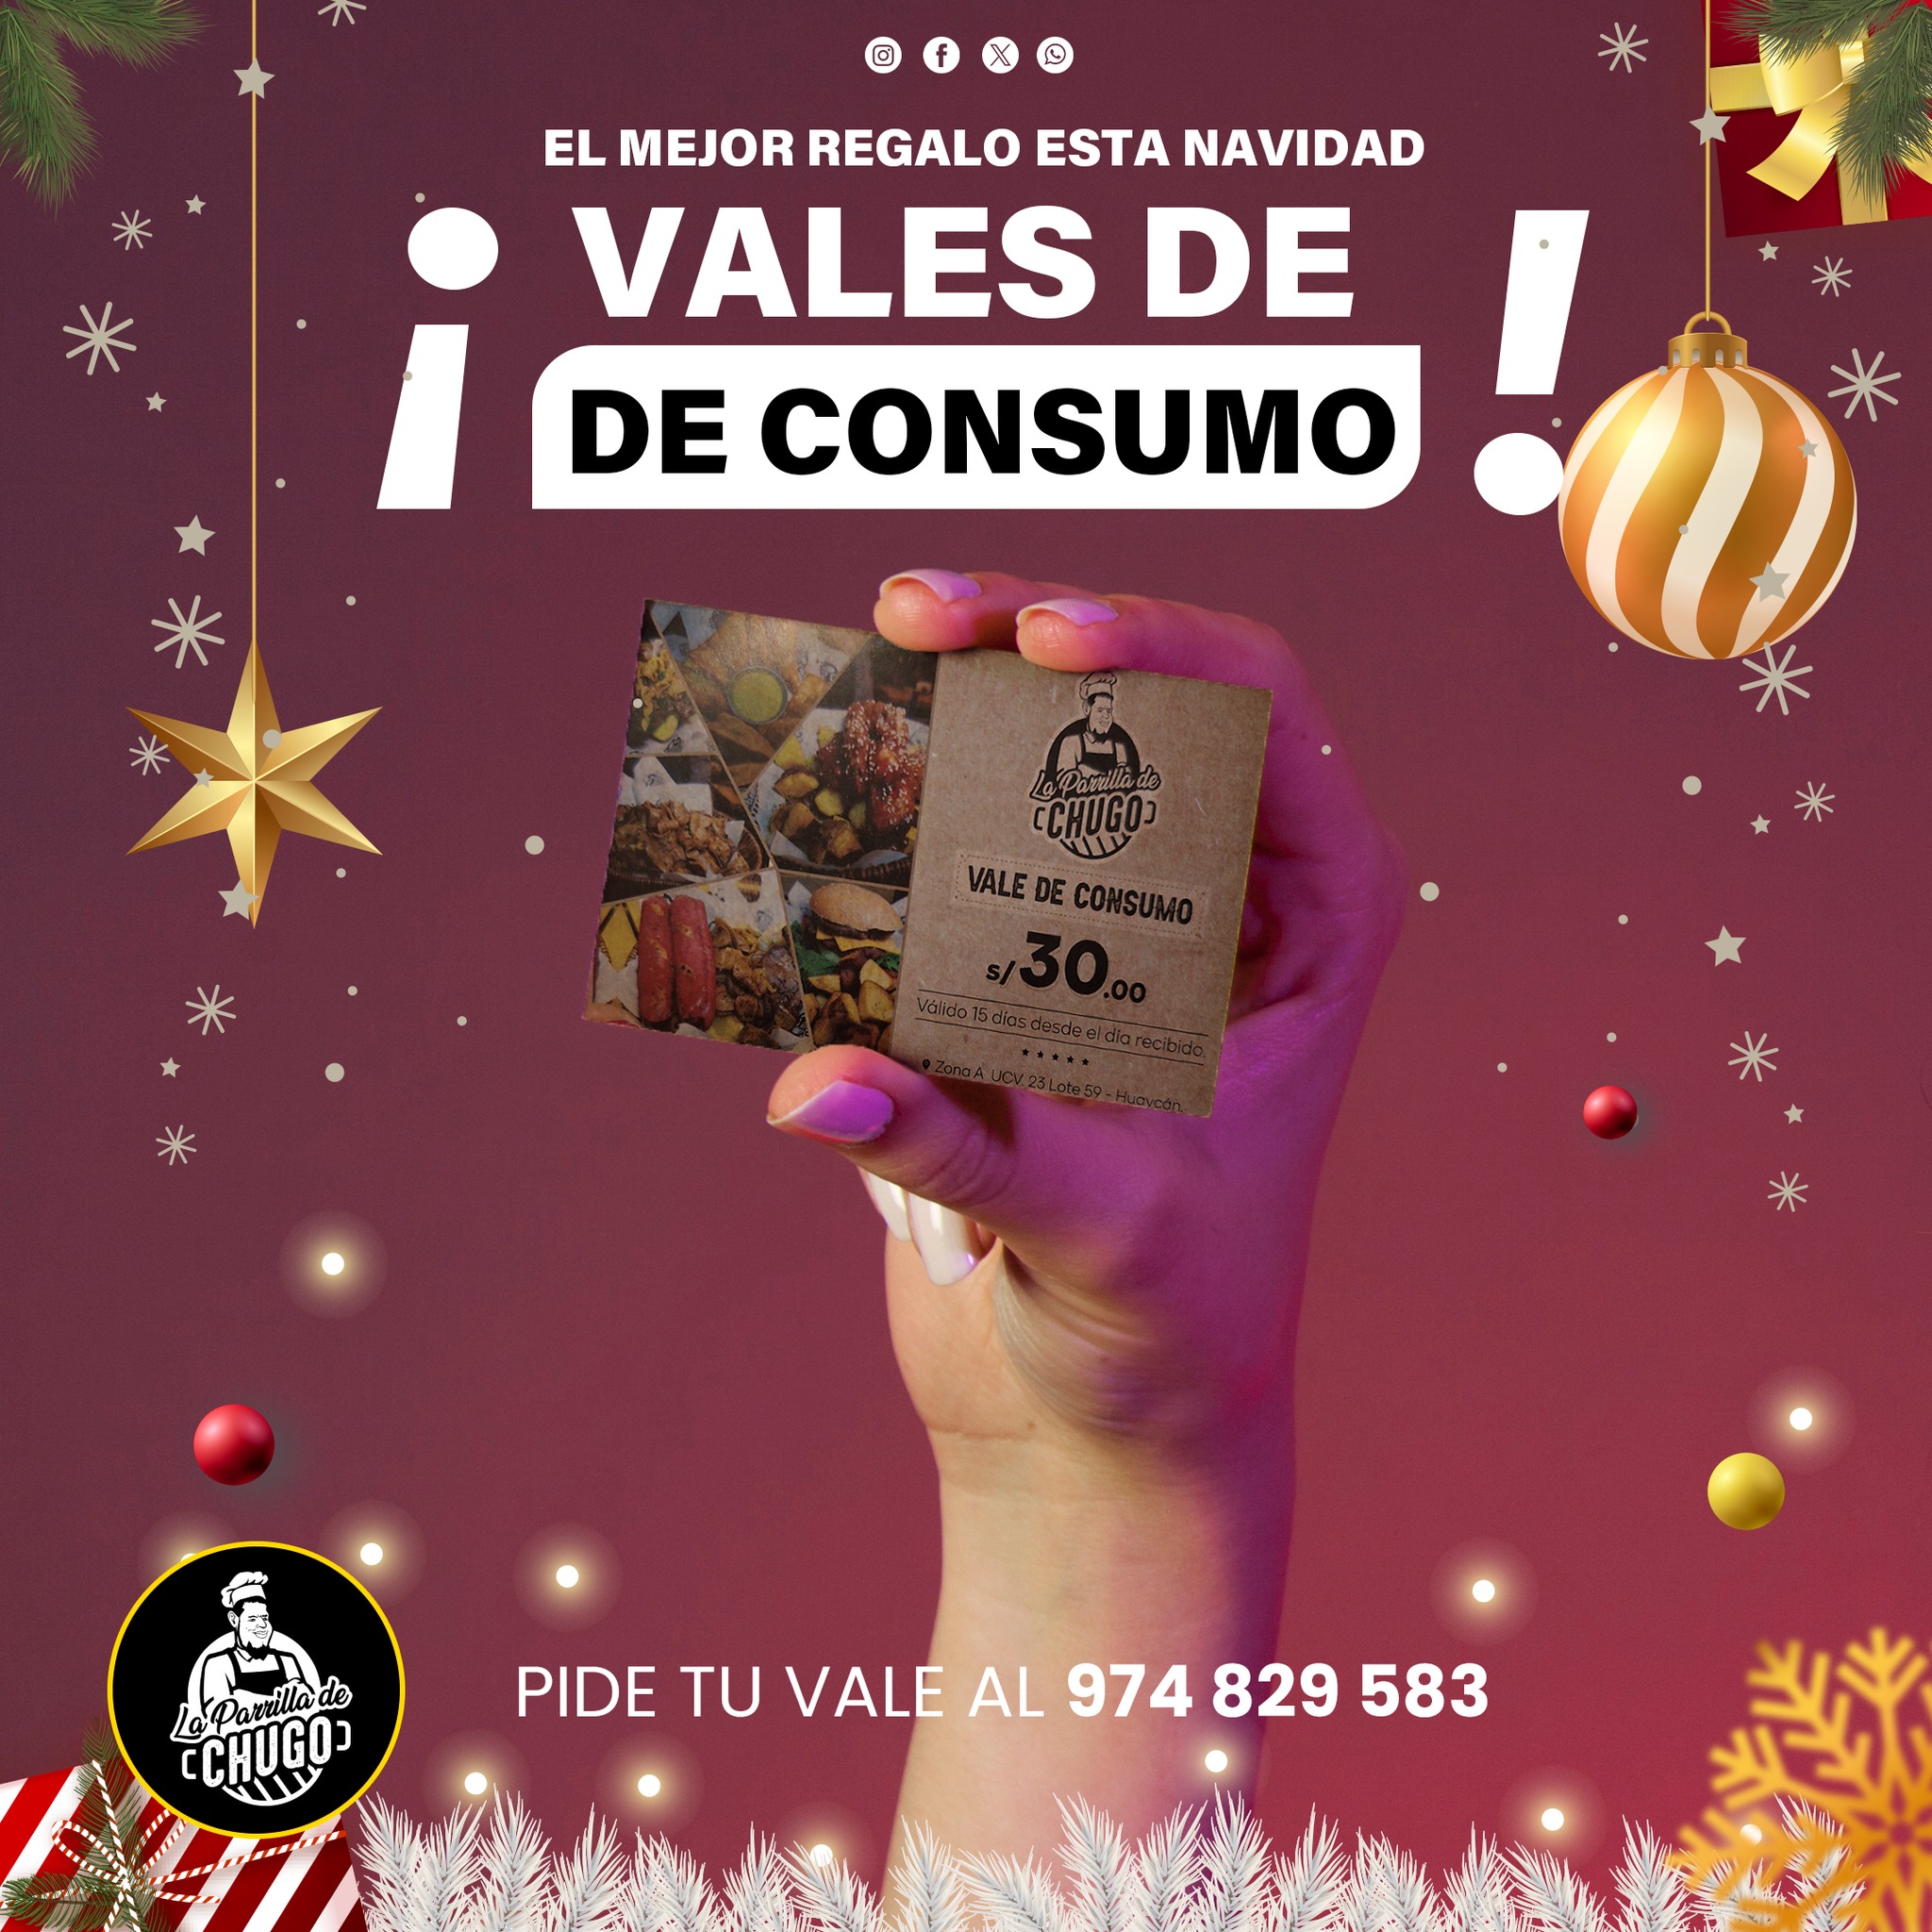 EL MEJOR REGALO ESTA NAVIDAD
¡VALES DE
DE CONSUMO!
La Parrilla de
CHUGO
VALE DE CONSUMO
s/30.00
Válido 15 días desde el día recibido.
Zona A UCV. 23 Lote 59 - Huaycán.
PIDE TU VALE AL 974 829 583
La Parrilla de
CHUGO